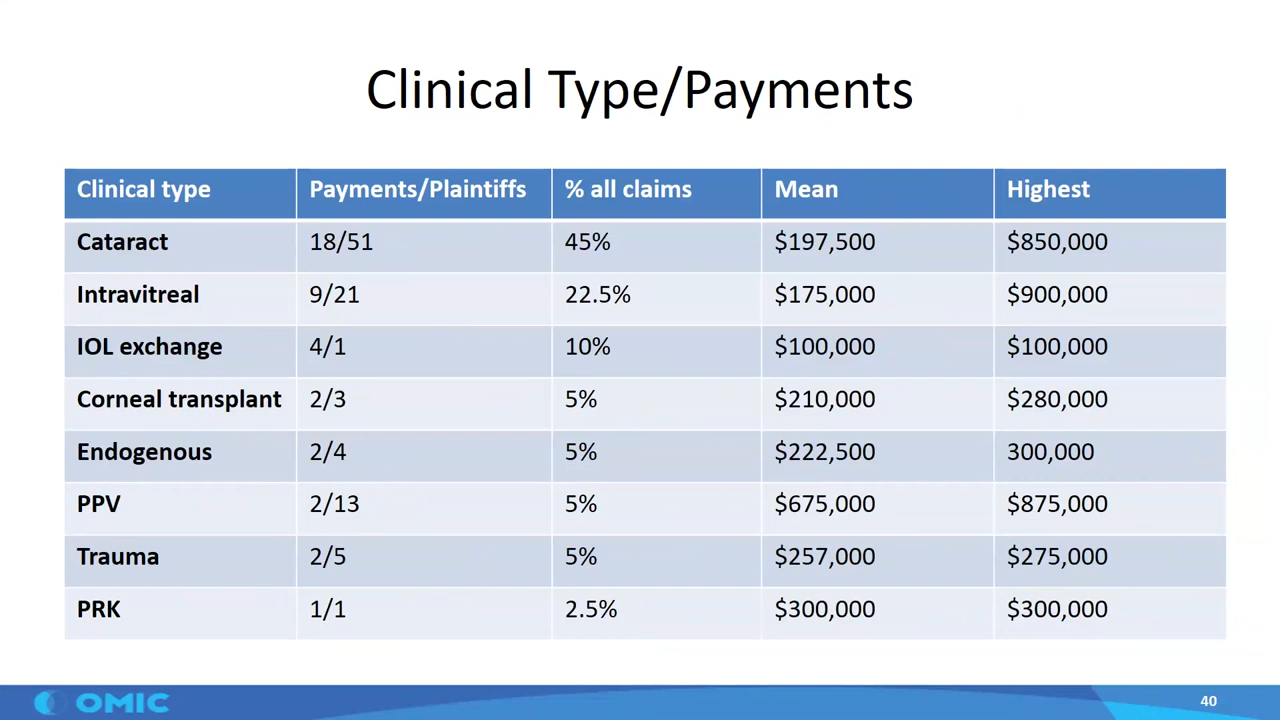 Clinical Type/Payments
Clinical type Payments/Plaintiffs % all claims Mean Highest
Cataract 18/51 45% $197,500 $850,000
Intravitreal 9/21 22.5% $175,000 $900,000
IOL exchange 4/1 10% $100,000 $100,000
Corneal transplant 2/3 5% $210,000 $280,000
Endogenous 2/4 5% $222,500 300,000
PPV 2/13 5% $675,000 $875,000
Trauma 2/5 5% $257,000 $275,000
PRK 1/1 2.5% $300,000 $300,000
OMIC 40